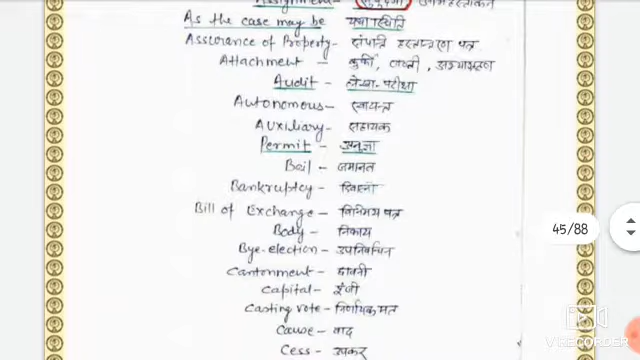 Assignment - 
As the case may be यथास्थिति
Assurance of Property - संपत्ति हस्तान्तरण पत्र
Attachment - कुर्की, जब्ती,
Audit - लेखा-परीक्षा
Autonomous - स्वायत्त
Auxiliary - सहायक
Permit - अनुज्ञा
Bail - जमानत
Bankruptcy - दिवाला
Bill of Exchange - विनिमय पत्र
Body - निकाय
Bye-election - उपनिर्वाचन
Cantonment - छावनी
Capital - पूंजी
Casting vote - निर्णायक मत
Cause - वाद
Cess - उपकर
45/88
VIRECORDER